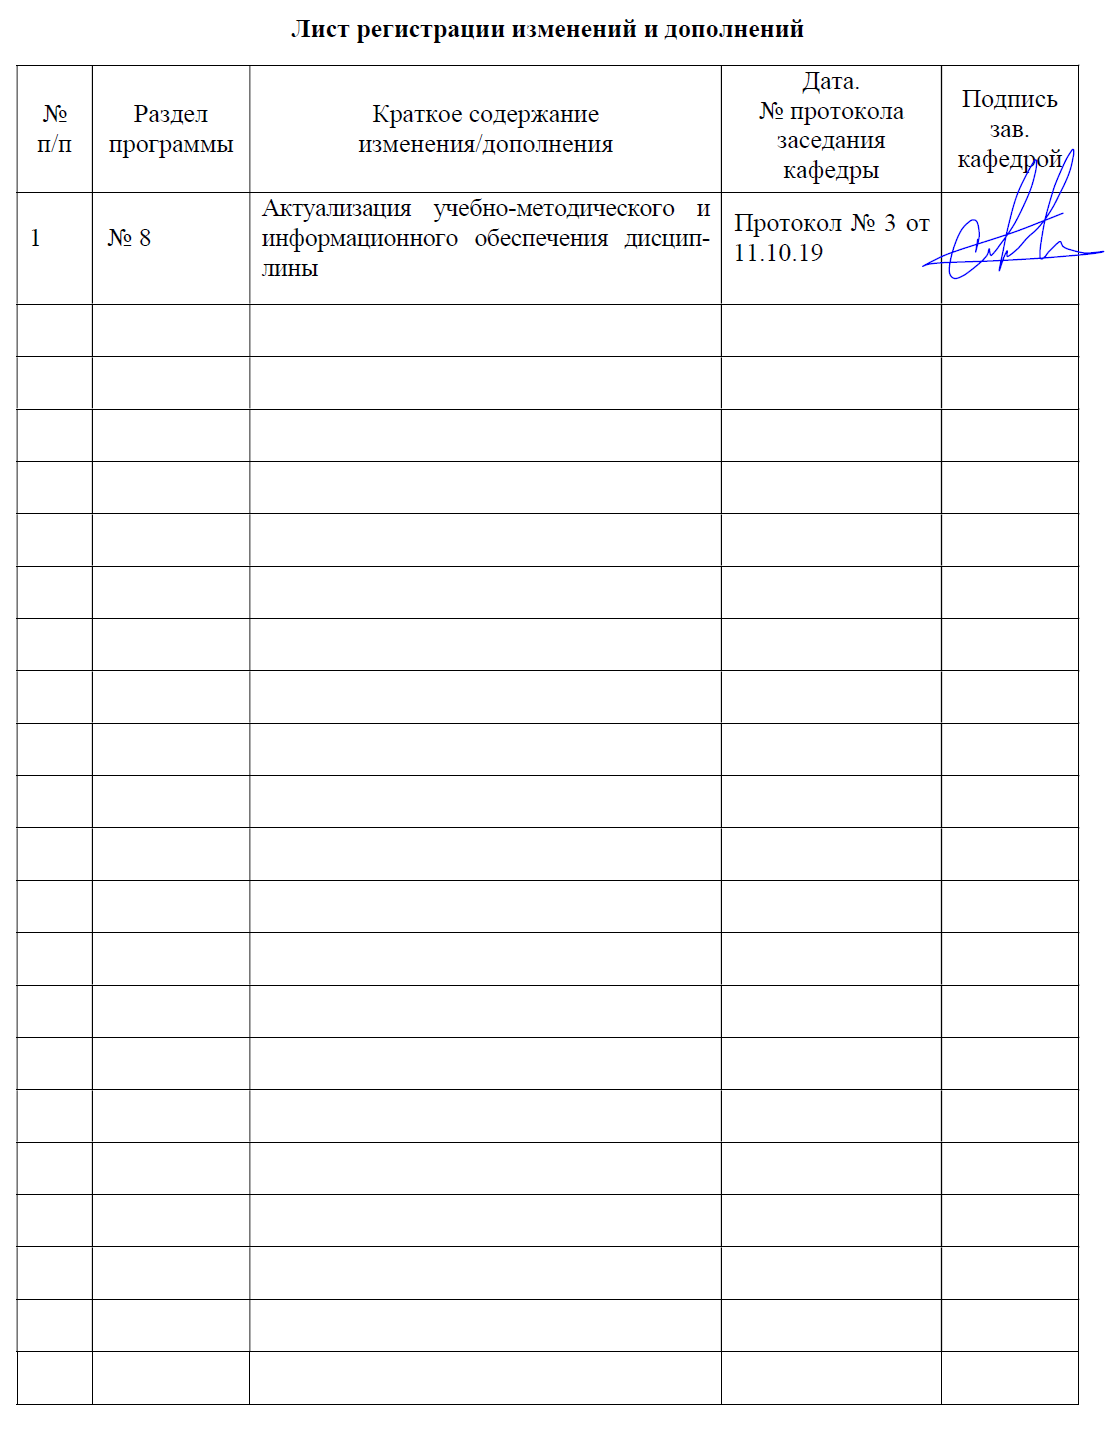 Лист регистрации изменений и дополнений
№
п/п
Раздел
программы
Краткое содержание
изменения/дополнения
Дата.
№ протокола
заседания
кафедры
Подпись
зав.
кафедрой
1
№ 8
Актуализация учебно-методического и
информационного обеспечения дисцип-
лины
Протокол № 3 от
11.10.19